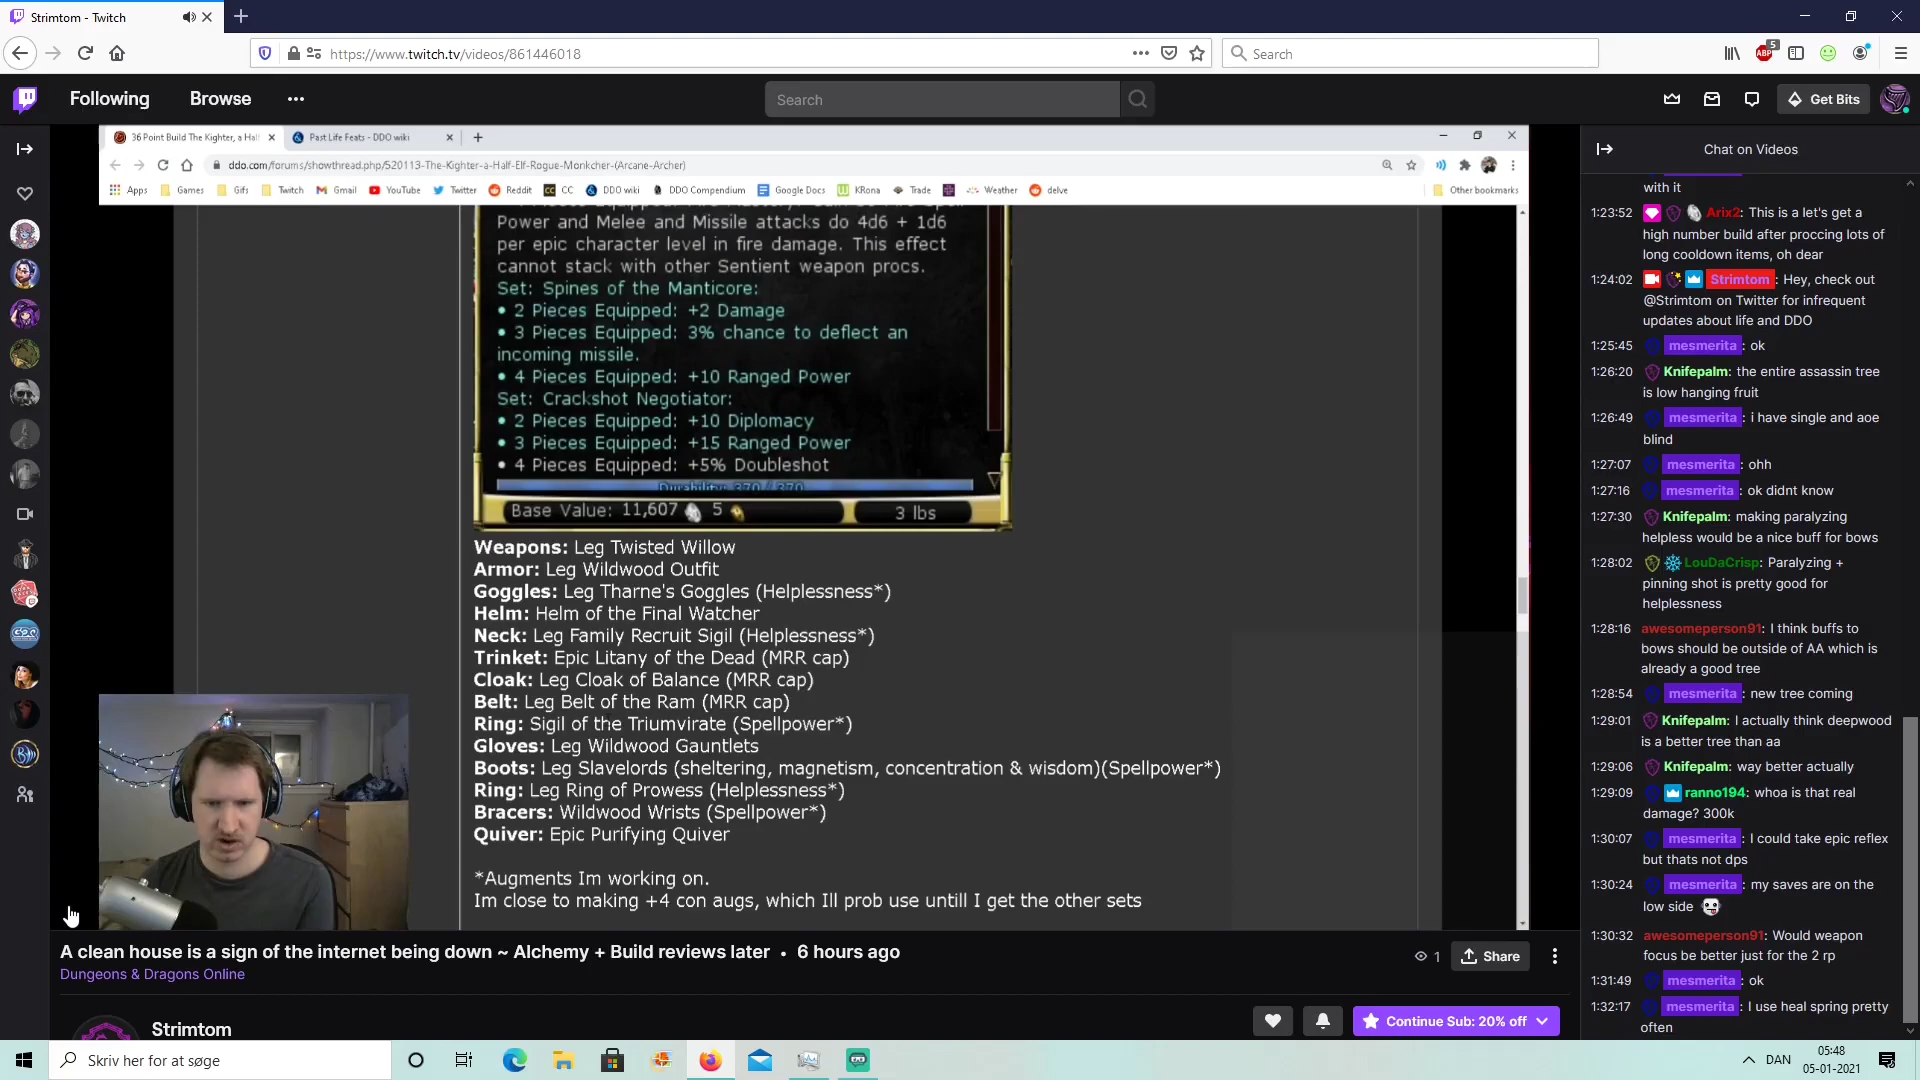 Strimtom - Twitch
https://www.twitch.tv/videos/861446018
Search
5
Following
Browse
Search
Get Bits
36 Point Build The Kighter, a Half
Past Life Feats - DDO wiki
ddo.com/forums/showthread.php/520113-The-Kighter-a-Half-Elf-Rogue-Monkcher-(Arcane-Archer)
Apps
Games
Gifs
Twitch
Gmail
YouTube
Twitter
Reddit
CC
DDO wiki
DDO Compendium
Google Docs
KRona
Trade
Weather
delve
Other bookmarks
Power and Melee and Missile attacks do 4d6 + 1d6
per epic character level in fire damage. This effect
cannot stack with other Sentient weapon procs.
Set: Spines of the Manticore:
• 2 Pieces Equipped: +2 Damage
• 3 Pieces Equipped: 3% chance to deflect an
incoming missile.
• 4 Pieces Equipped: +10 Ranged Power
Set: Crackshot Negotiator:
• 2 Pieces Equipped: +10 Diplomacy
• 3 Pieces Equipped: +15 Ranged Power
• 4 Pieces Equipped: +5% Doubleshot
Durability: 370 / 370
Base Value: 11,607 5
3 lbs
Weapons: Leg Twisted Willow
Armor: Leg Wildwood Outfit
Goggles: Leg Tharne's Goggles (Helplessness*)
Helm: Helm of the Final Watcher
Neck: Leg Family Recruit Sigil (Helplessness*)
Trinket: Epic Litany of the Dead (MRR cap)
Cloak: Leg Cloak of Balance (MRR cap)
Belt: Leg Belt of the Ram (MRR cap)
Ring: Sigil of the Triumvirate (Spellpower*)
Gloves: Leg Wildwood Gauntlets
Boots: Leg Slavelords (sheltering, magnetism, concentration & wisdom)(Spellpower*)
Ring: Leg Ring of Prowess (Helplessness*)
Bracers: Wildwood Wrists (Spellpower*)
Quiver: Epic Purifying Quiver
*Augments Im working on.
Im close to making +4 con augs, which Ill prob use untill I get the other sets
A clean house is a sign of the internet being down ~ Alchemy + Build reviews later • 6 hours ago
Dungeons & Dragons Online
1
Share
Strimtom
Continue Sub: 20% off
Chat on Videos
with it
1:23:52 Arix2: This is a let's get a
high number build after proccing lots of
long cooldown items, oh dear
1:24:02 Strimtom: Hey, check out
@Strimtom on Twitter for infrequent
updates about life and DDO
1:25:45 mesmerita: ok
1:26:20 Knifepalm: the entire assassin tree
is low hanging fruit
1:26:49 mesmerita: i have single and aoe
blind
1:27:07 mesmerita: ohh
1:27:16 mesmerita: ok didnt know
1:27:30 Knifepalm: making paralyzing
helpless would be a nice buff for bows
1:28:02 LouDaCrisp: Paralyzing +
pinning shot is pretty good for
helplessness
1:28:16 awesomeperson91: I think buffs to
bows should be outside of AA which is
already a good tree
1:28:54 mesmerita: new tree coming
1:29:01 Knifepalm: I actually think deepwood
is a better tree than aa
1:29:06 Knifepalm: way better actually
1:29:09 ranno194: whoa is that real
damage? 300k
1:30:07 mesmerita: I could take epic reflex
but thats not dps
1:30:24 mesmerita: my saves are on the
low side
1:30:32 awesomeperson91: Would weapon
focus be better just for the 2 rp
1:31:49 mesmerita: ok
1:32:17 mesmerita: I use heal spring pretty
often
Skriv her for at søge
DAN
05:48
05-01-2021